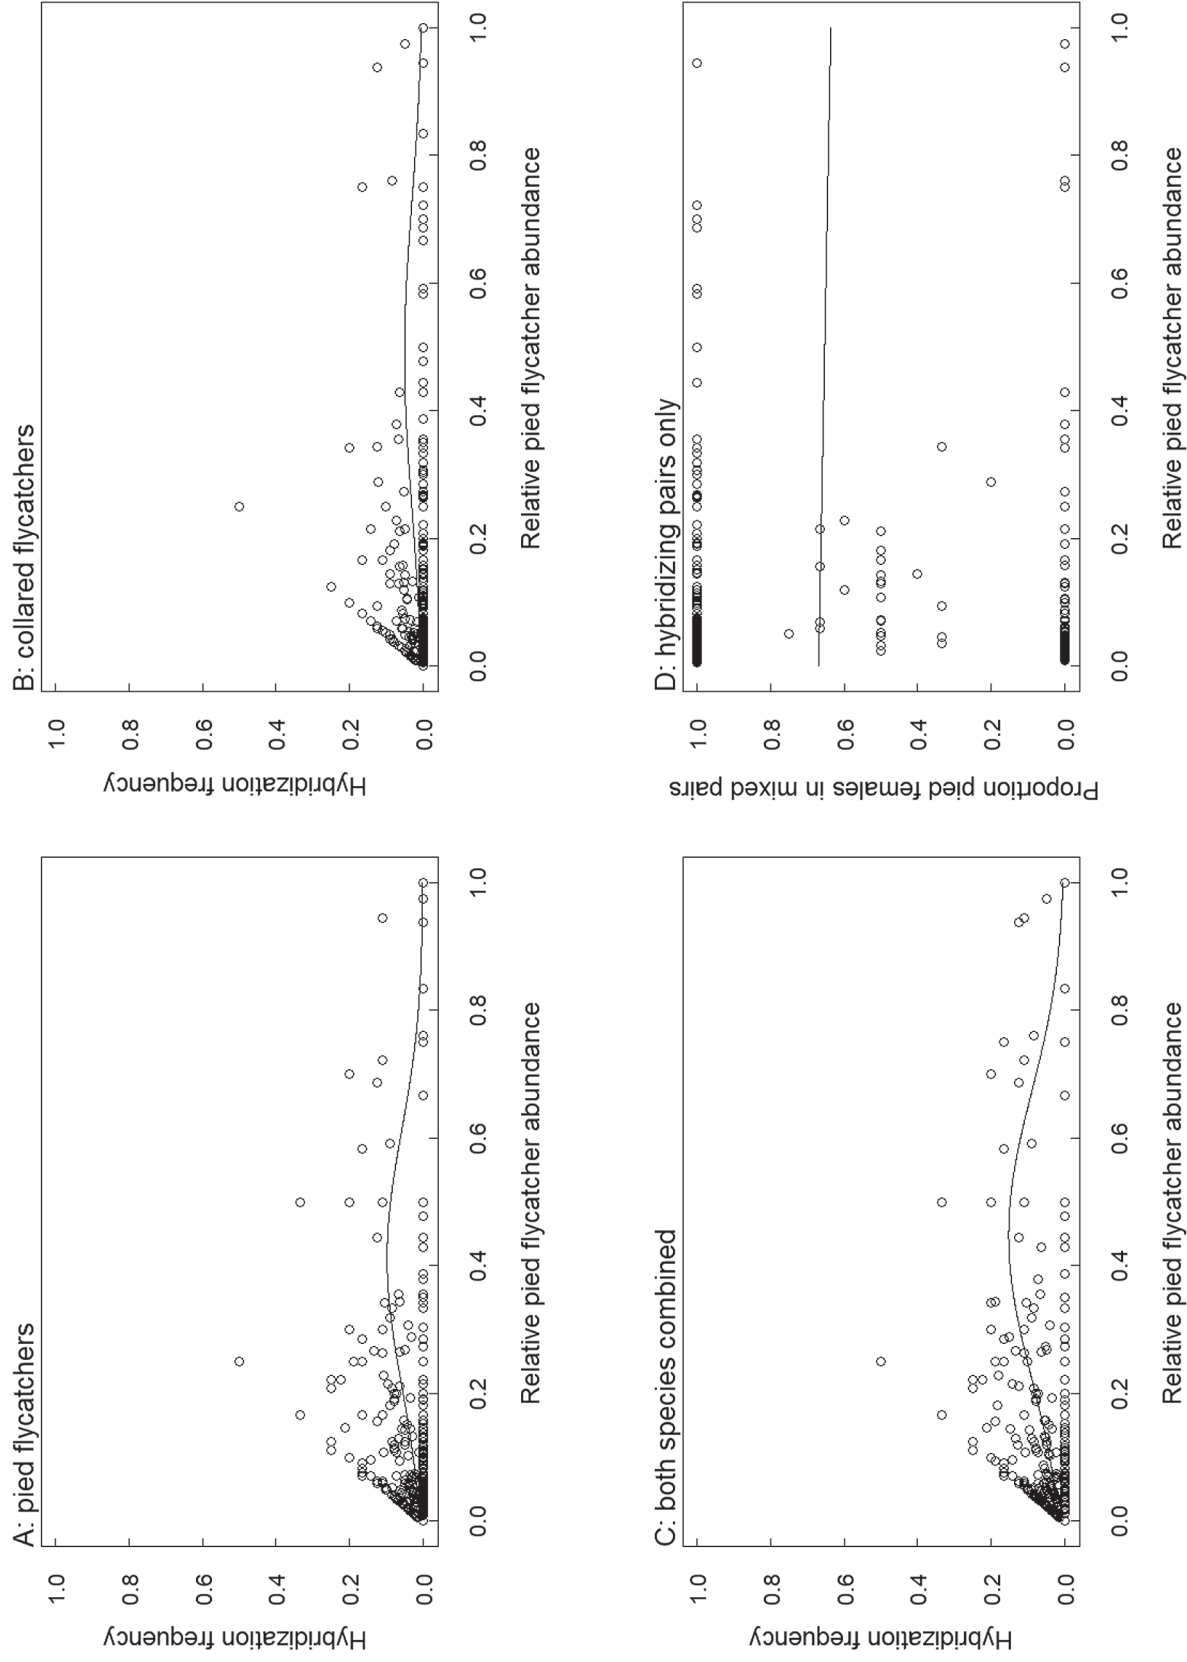 A: pied flycatchers
Hybridization frequency
1.0
0.8
0.6
0.4
0.2
0.0
0.0 0.2 0.4 0.6 0.8 1.0
Relative pied flycatcher abundance
B: collared flycatchers
Hybridization frequency
1.0
0.8
0.6
0.4
0.2
0.0
0.0 0.2 0.4 0.6 0.8 1.0
Relative pied flycatcher abundance
C: both species combined
Hybridization frequency
1.0
0.8
0.6
0.4
0.2
0.0
0.0 0.2 0.4 0.6 0.8 1.0
Relative pied flycatcher abundance
D: hybridizing pairs only
Proportion pied females in mixed pairs
1.0
0.8
0.6
0.4
0.2
0.0
0.0 0.2 0.4 0.6 0.8 1.0
Relative pied flycatcher abundance